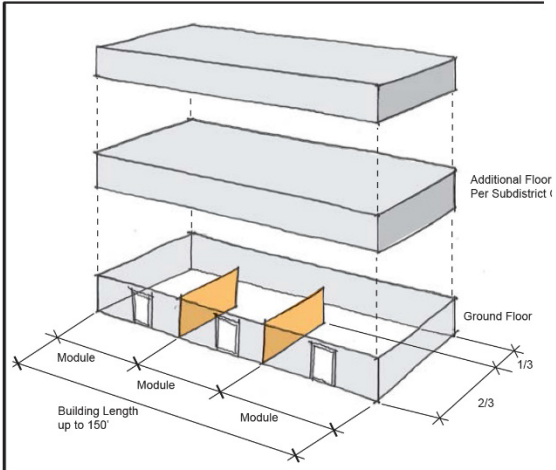 Additional Floor
Per Subdistrict
Ground Floor
1/3
2/3
Module
Module
Module
Building Length
up to 150'